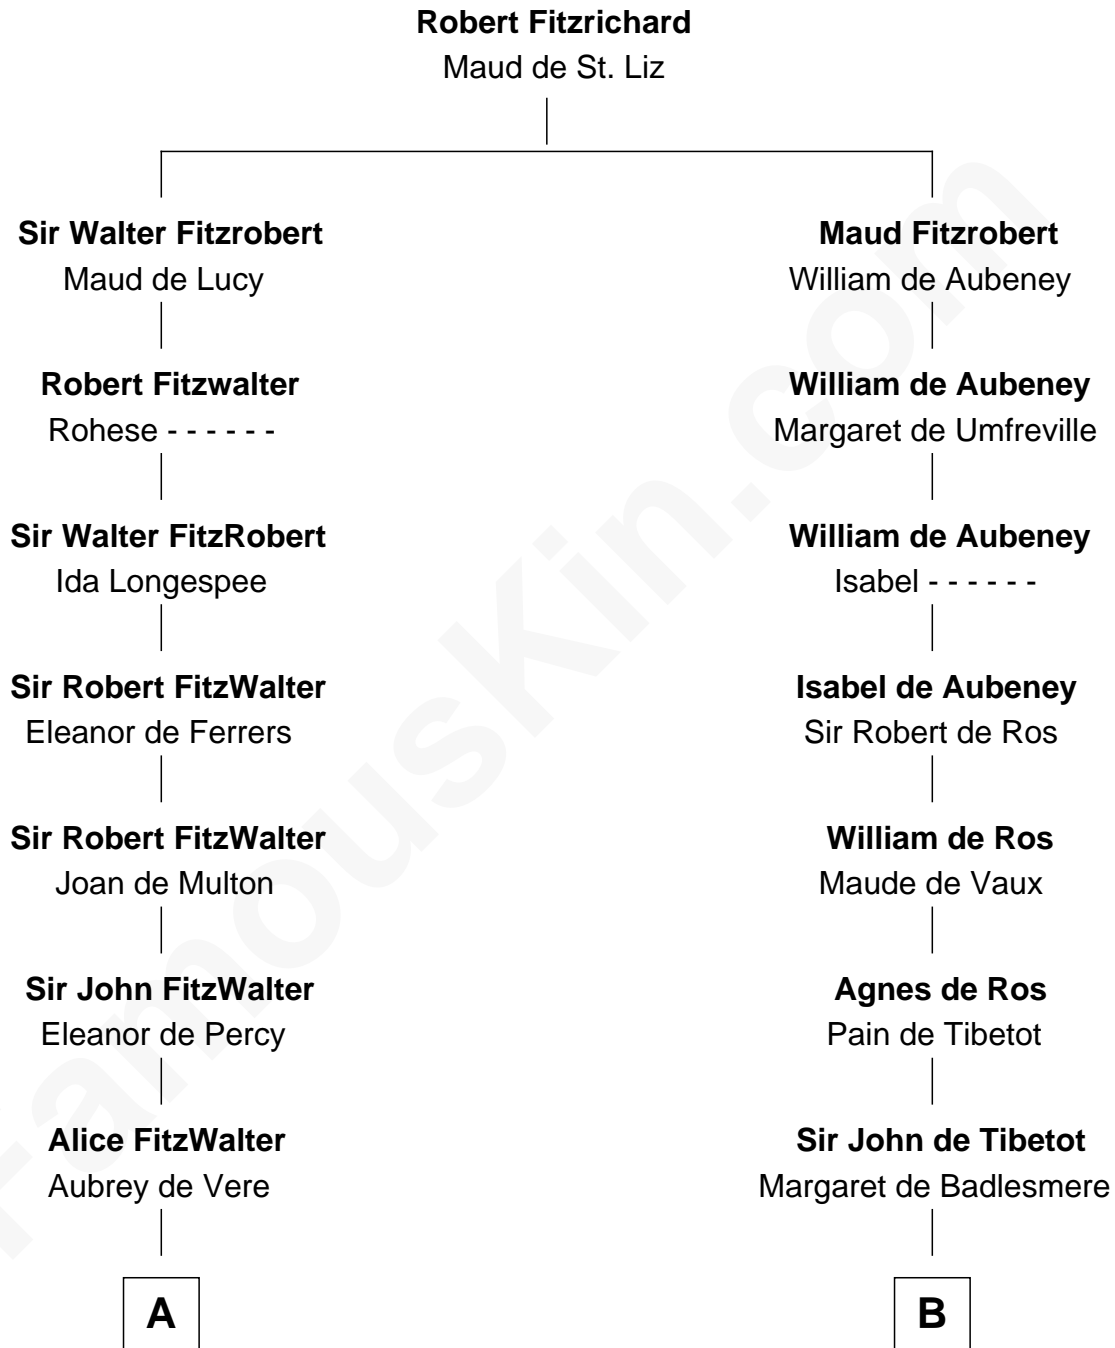 Robert Fitzrichard
Maud de St. Liz
Sir Walter Fitzrobert
Maud de Lucy
Maud Fitzrobert
William de Aubeney
Robert Fitzwalter
Rohese - - - - - -
William de Aubeney
Margaret de Umfreville
Sir Walter FitzRobert
Ida Longespee
William de Aubeney
Isabel - - - - - -
Sir Robert FitzWalter
Eleanor de Ferrers
Isabel de Aubeney
Sir Robert de Ros
Sir Robert FitzWalter
Joan de Multon
William de Ros
Maude de Vaux
Sir John FitzWalter
Eleanor de Percy
Agnes de Ros
Pain de Tibetot
Alice FitzWalter
Aubrey de Vere
Sir John de Tibetot
Margaret de Badlesmere
A
B
FamousKin.com